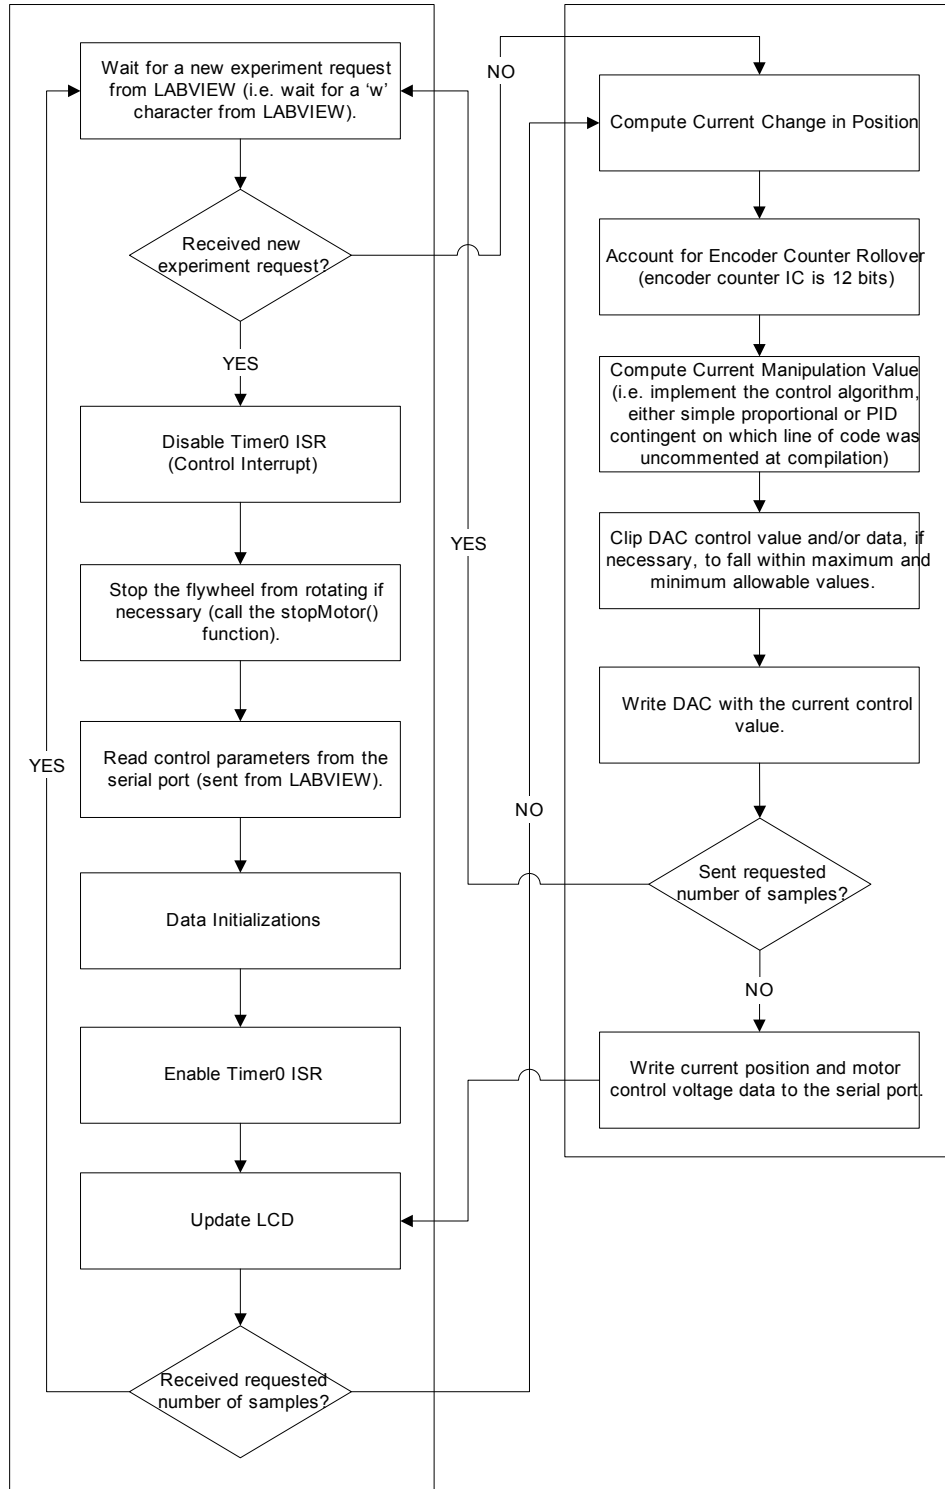 Wait for a new experiment request
from LABVIEW (i.e. wait for a ‘w’
character from LABVIEW).
Received new
experiment request?
YES
Disable Timer0 ISR
(Control Interrupt)
Stop the flywheel from rotating if
necessary (call the stopMotor()
function).
Read control parameters from the
serial port (sent from LABVIEW).
Data Initializations
Enable Timer0 ISR
Update LCD
Received requested
number of samples?
YES
NO
YES
NO
Compute Current Change in Position
Account for Encoder Counter Rollover
(encoder counter IC is 12 bits)
Compute Current Manipulation Value
(i.e. implement the control algorithm,
either simple proportional or PID
contingent on which line of code was
uncommented at compilation)
Clip DAC control value and/or data, if
necessary, to fall within maximum and
minimum allowable values.
Write DAC with the current control
value.
Sent requested
number of samples?
NO
Write current position and motor
control voltage data to the serial port.